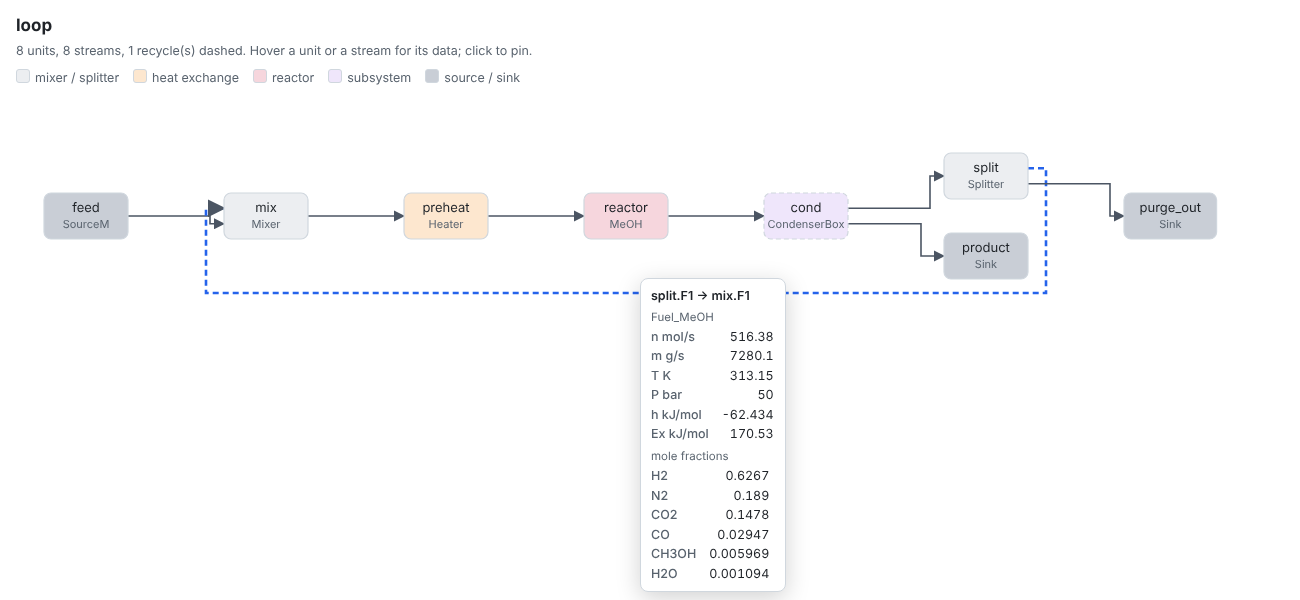 loop
8 units, 8 streams, 1 recycle(s) dashed. Hover a unit or a stream for its data; click to pin.
mixer / splitter heat exchange reactor subsystem source / sink
split
Splitter
feed
SourceM
mix
Mixer
preheat
Heater
reactor
MeOH
cond
CondenserBox
purge_out
Sink
product
Sink
split.F1 → mix.F1
Fuel_MeOH
n mol/s 516.38
m g/s 7280.1
T K 313.15
P bar 50
h kJ/mol -62.434
Ex kJ/mol 170.53
mole fractions
H2 0.6267
N2 0.189
CO2 0.1478
CO 0.02947
CH3OH 0.005969
H2O 0.001094